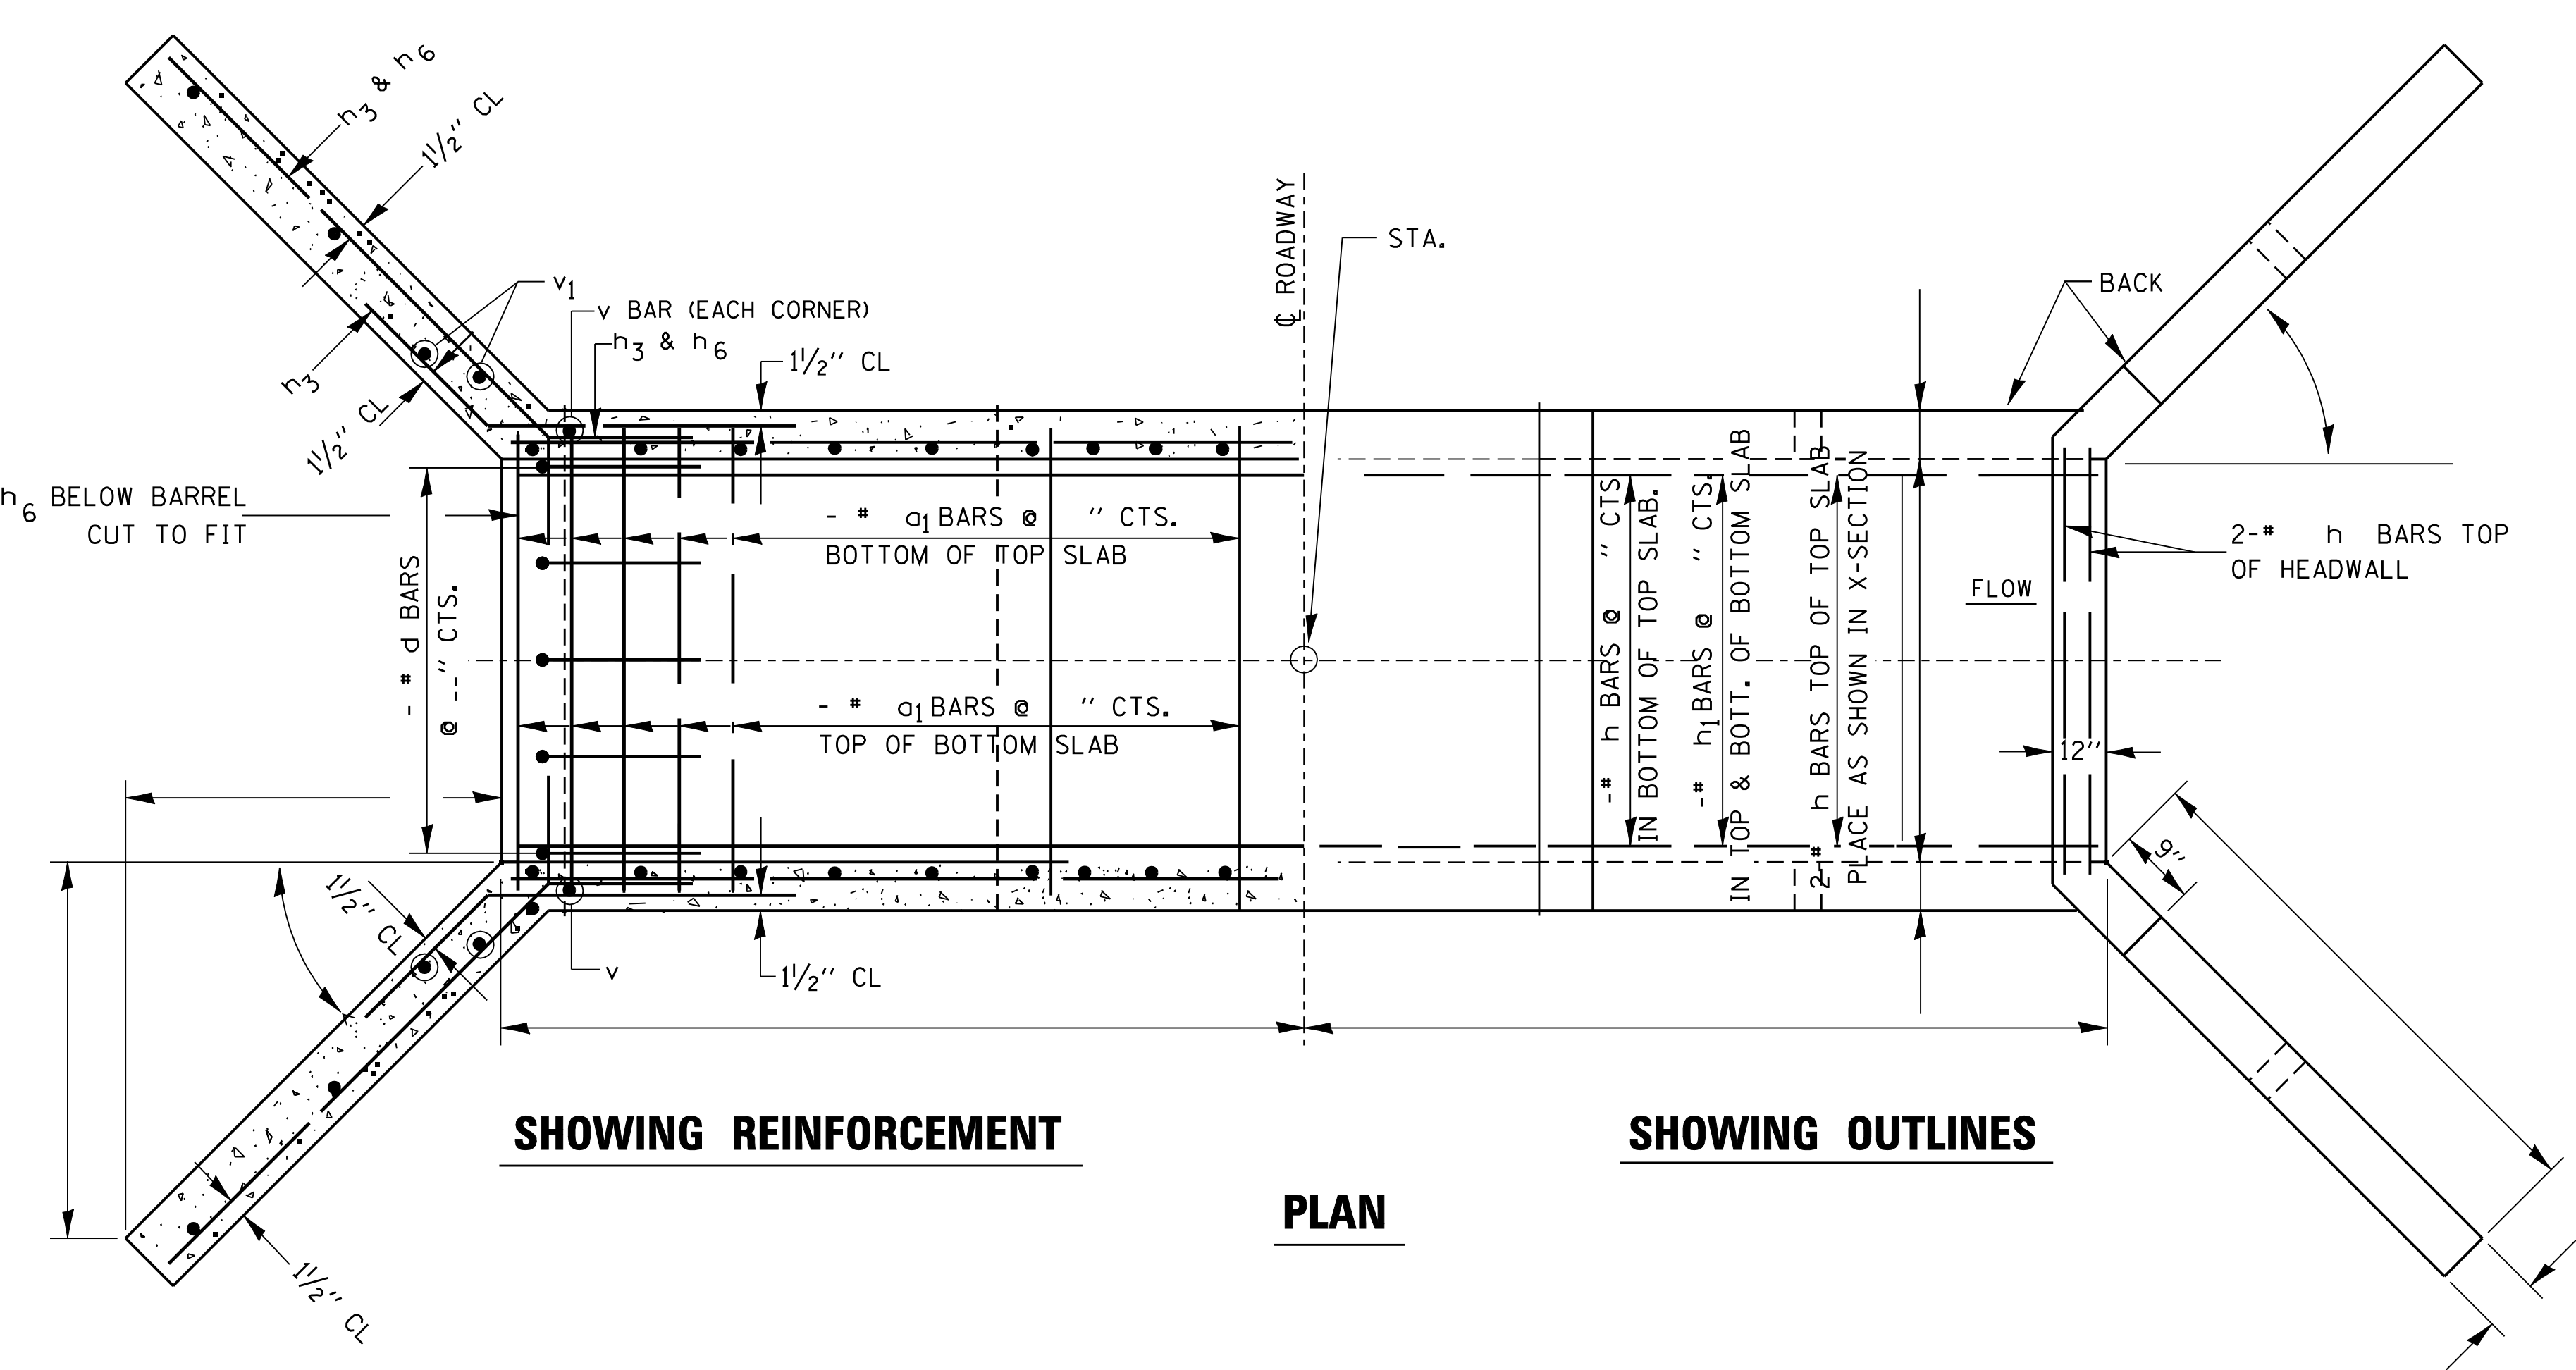 h3 & h6
1½" CL
v1
v BAR (EACH CORNER)
h3 & h6
1½" CL
h3
1½" CL
h6 BELOW BARREL
CUT TO FIT
- # d BARS
@ --" CTS.
- # a1 BARS @ " CTS.
BOTTOM OF TOP SLAB
- # a1 BARS @ " CTS.
TOP OF BOTTOM SLAB
1½" CL
v
1½" CL
1½" CL
℄ ROADWAY
STA.
BACK
-# h BARS @ " CTS
IN BOTTOM OF TOP SLAB.
-# h1 BARS @ " CTS.
IN TOP & BOTT. OF BOTTOM SLAB
2-# h BARS TOP OF TOP SLAB
PLACE AS SHOWN IN X-SECTION
FLOW
2-# h BARS TOP
OF HEADWALL
12"
9"
SHOWING REINFORCEMENT
SHOWING OUTLINES
PLAN